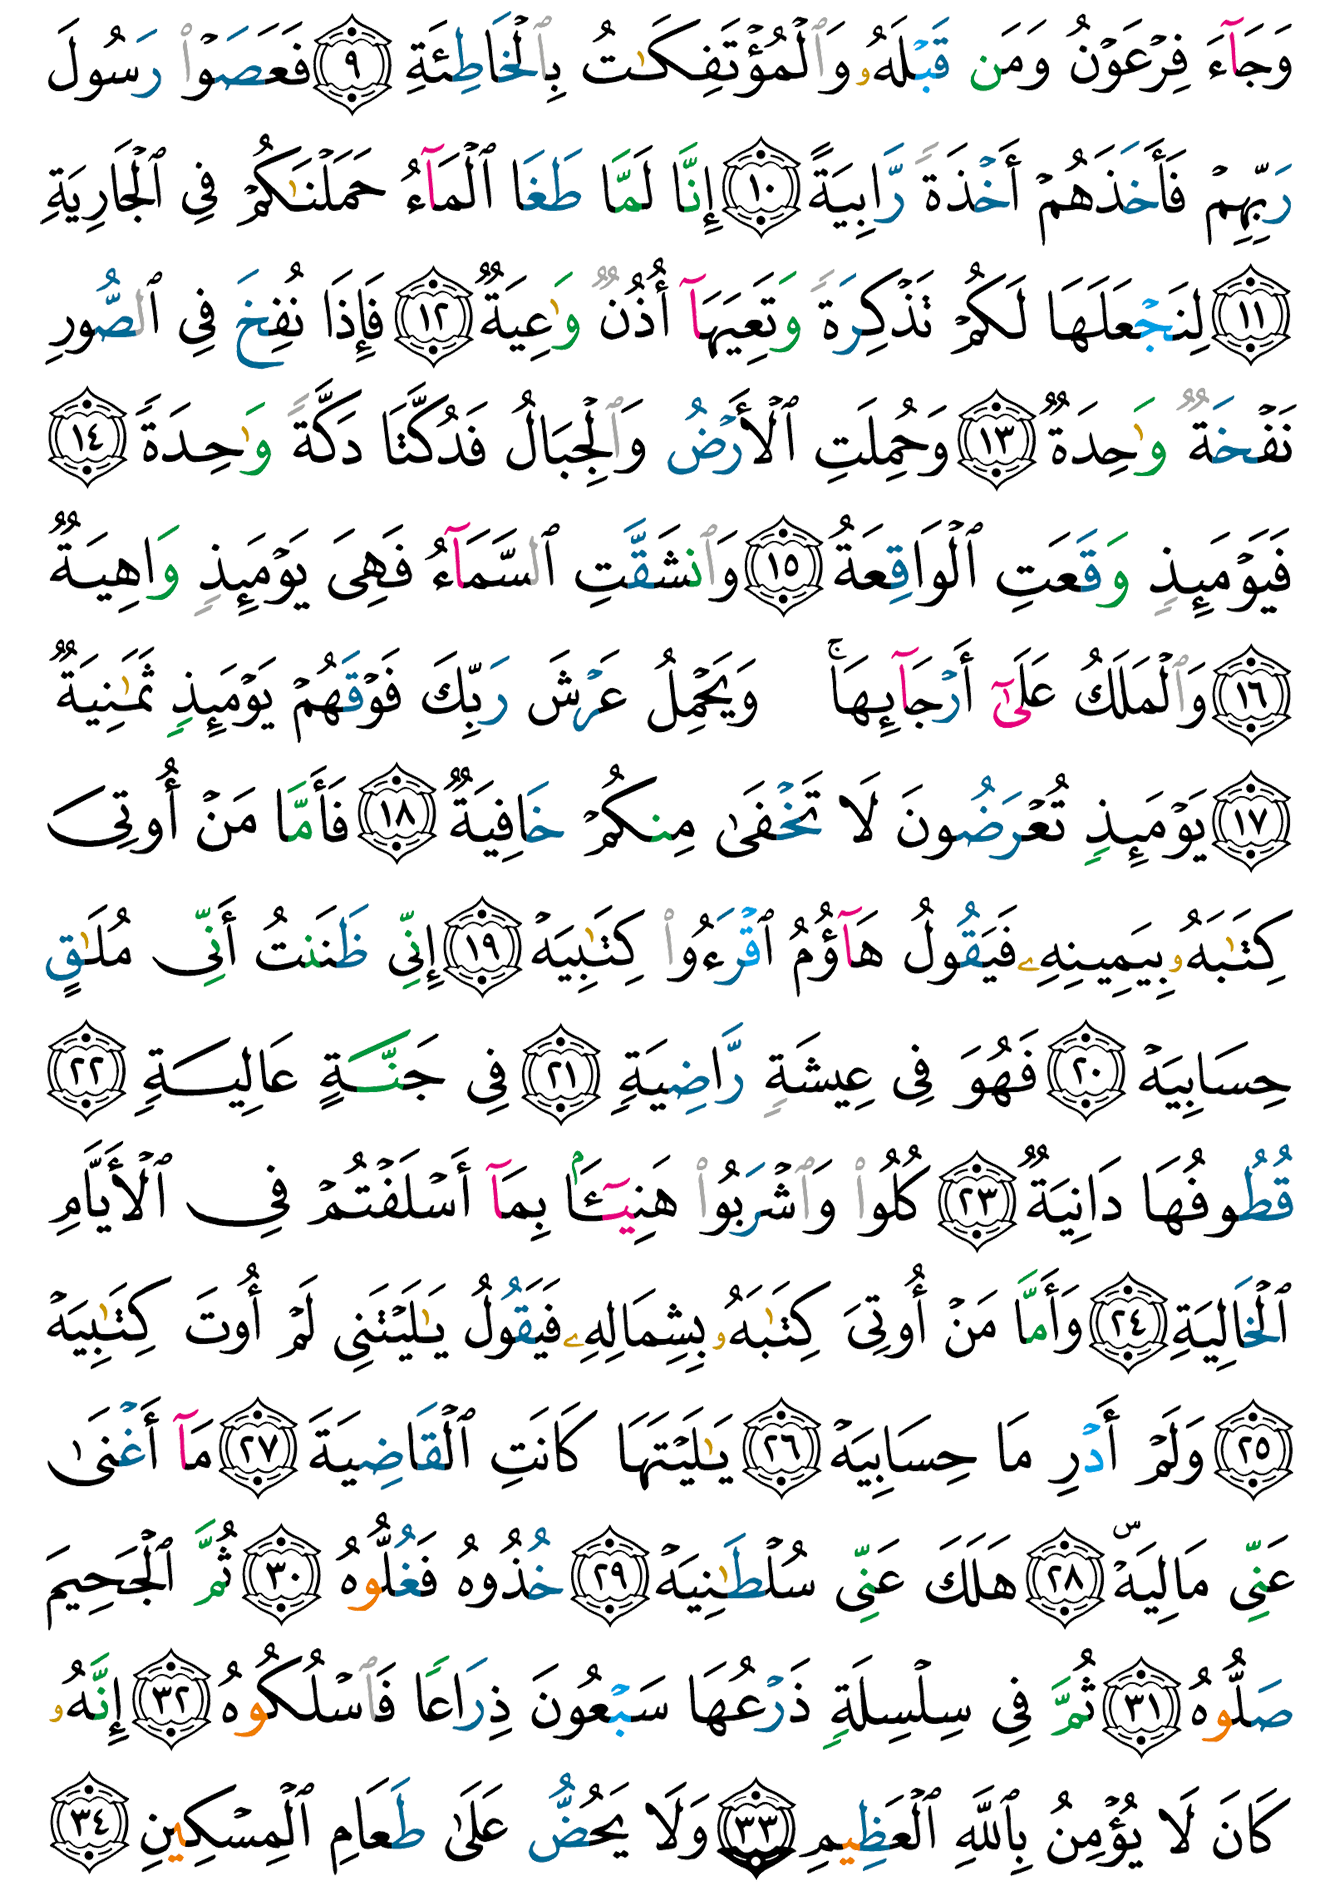 وَجَآءَ فِرْعَوْنُ وَمَن قَبْلَهُۥ وَٱلْمُؤْتَفِكَـٰتُ بِٱلْخَاطِئَةِ ٩ فَعَصَوْا۟ رَسُولَ
رَبِّهِمْ فَأَخَذَهُمْ أَخْذَةً رَّابِيَةً ١٠ إِنَّا لَمَّا طَغَا ٱلْمَآءُ حَمَلْنَـٰكُمْ فِى ٱلْجَارِيَةِ
١١ لِنَجْعَلَهَا لَكُمْ تَذْكِرَةً وَتَعِيَهَآ أُذُنٌ وَٰعِيَةٌ ١٢ فَإِذَا نُفِخَ فِى ٱلصُّورِ
نَفْخَةٌ وَٰحِدَةٌ ١٣ وَحُمِلَتِ ٱلْأَرْضُ وَٱلْجِبَالُ فَدُكَّتَا دَكَّةً وَٰحِدَةً ١٤
فَيَوْمَئِذٍ وَقَعَتِ ٱلْوَاقِعَةُ ١٥ وَٱنشَقَّتِ ٱلسَّمَآءُ فَهِىَ يَوْمَئِذٍ وَاهِيَةٌ
١٦ وَٱلْمَلَكُ عَلَىٰٓ أَرْجَآئِهَا ۚ وَيَحْمِلُ عَرْشَ رَبِّكَ فَوْقَهُمْ يَوْمَئِذٍ ثَمَـٰنِيَةٌ
١٧ يَوْمَئِذٍ تُعْرَضُونَ لَا تَخْفَىٰ مِنكُمْ خَافِيَةٌ ١٨ فَأَمَّا مَنْ أُوتِىَ
كِتَـٰبَهُۥ بِيَمِينِهِۦ فَيَقُولُ هَآؤُمُ ٱقْرَءُوا۟ كِتَـٰبِيَهْ ١٩ إِنِّى ظَنَنتُ أَنِّى مُلَـٰقٍ
حِسَابِيَهْ ٢٠ فَهُوَ فِى عِيشَةٍ رَّاضِيَةٍ ٢١ فِى جَنَّةٍ عَالِيَةٍ ٢٢
قُطُوفُهَا دَانِيَةٌ ٢٣ كُلُوا۟ وَٱشْرَبُوا۟ هَنِيٓـًٔۢا بِمَآ أَسْلَفْتُمْ فِى ٱلْأَيَّامِ
ٱلْخَالِيَةِ ٢٤ وَأَمَّا مَنْ أُوتِىَ كِتَـٰبَهُۥ بِشِمَالِهِۦ فَيَقُولُ يَـٰلَيْتَنِى لَمْ أُوتَ كِتَـٰبِيَهْ
٢٥ وَلَمْ أَدْرِ مَا حِسَابِيَهْ ٢٦ يَـٰلَيْتَهَا كَانَتِ ٱلْقَاضِيَةَ ٢٧ مَآ أَغْنَىٰ
عَنِّى مَالِيَهْ ۜ ٢٨ هَلَكَ عَنِّى سُلْطَـٰنِيَهْ ٢٩ خُذُوهُ فَغُلُّوهُ ٣٠ ثُمَّ ٱلْجَحِيمَ
صَلُّوهُ ٣١ ثُمَّ فِى سِلْسِلَةٍ ذَرْعُهَا سَبْعُونَ ذِرَاعًا فَٱسْلُكُوهُ ٣٢ إِنَّهُۥ
كَانَ لَا يُؤْمِنُ بِٱللَّهِ ٱلْعَظِيمِ ٣٣ وَلَا يَحُضُّ عَلَىٰ طَعَامِ ٱلْمِسْكِينِ ٣٤